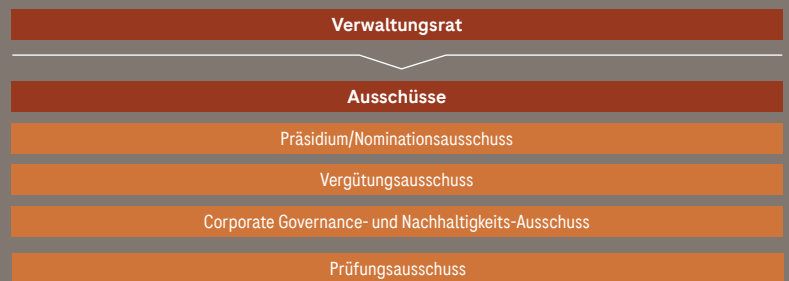 Verwaltungsrat
Ausschüsse
Präsidium/Nominationsausschuss
Vergütungsausschuss
Corporate Governance- und Nachhaltigkeits-Ausschuss
Prüfungsausschuss